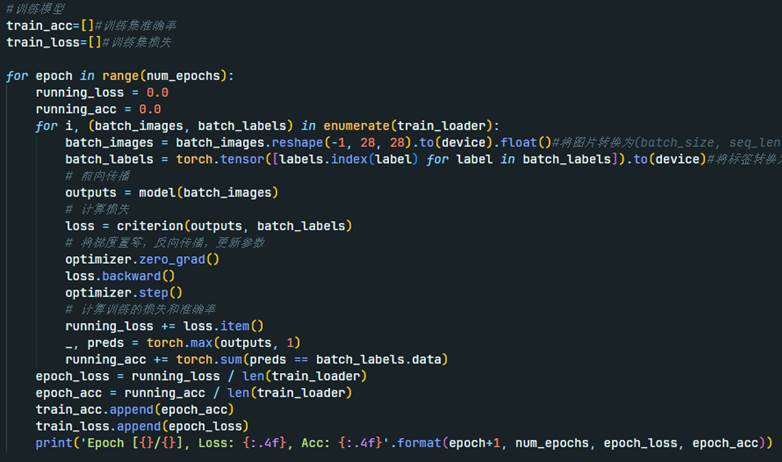 #训练模型
train_acc=[]#训练集准确率
train_loss=[]#训练集损失
for epoch in range(num_epochs):
    running_loss = 0.0
    running_acc = 0.0
    for i, (batch_images, batch_labels) in enumerate(train_loader):
        batch_images = batch_images.reshape(-1, 28, 28).to(device).float()#将图片转换为(batch_size, seq_len
        batch_labels = torch.tensor([labels.index(label) for label in batch_labels]).to(device)#将标签转换为
        # 前向传播
        outputs = model(batch_images)
        # 计算损失
        loss = criterion(outputs, batch_labels)
        # 将梯度置零，反向传播，更新参数
        optimizer.zero_grad()
        loss.backward()
        optimizer.step()
        # 计算训练的损失和准确率
        running_loss += loss.item()
        _, preds = torch.max(outputs, 1)
        running_acc += torch.sum(preds == batch_labels.data)
    epoch_loss = running_loss / len(train_loader)
    epoch_acc = running_acc / len(train_loader)
    train_acc.append(epoch_acc)
    train_loss.append(epoch_loss)
    print('Epoch [{}/{}], Loss: {:.4f}, Acc: {:.4f}'.format(epoch+1, num_epochs, epoch_loss, epoch_acc))